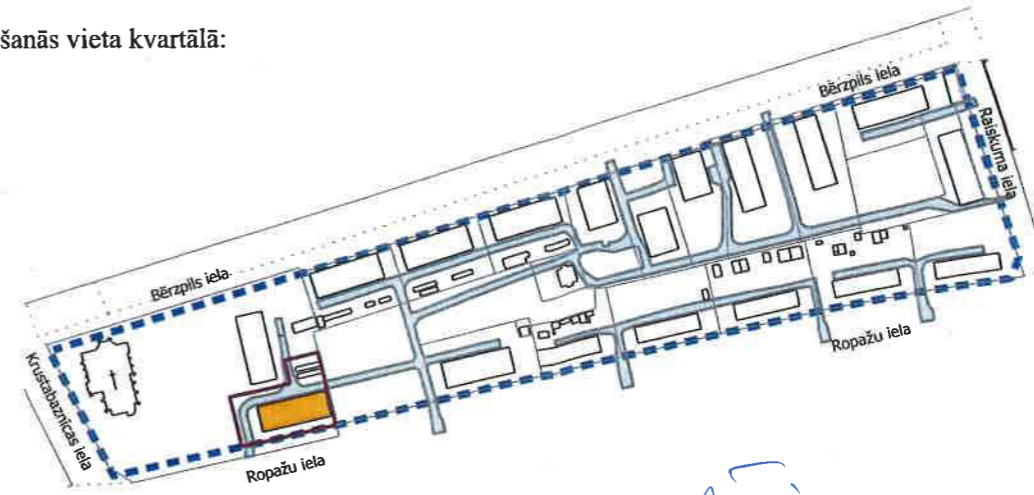 šanās vieta kvartālā:
Bērzpils iela
Raiskuma iela
Bērzpils iela
Ropažu iela
Krustabaznīcas iela
Ropažu iela